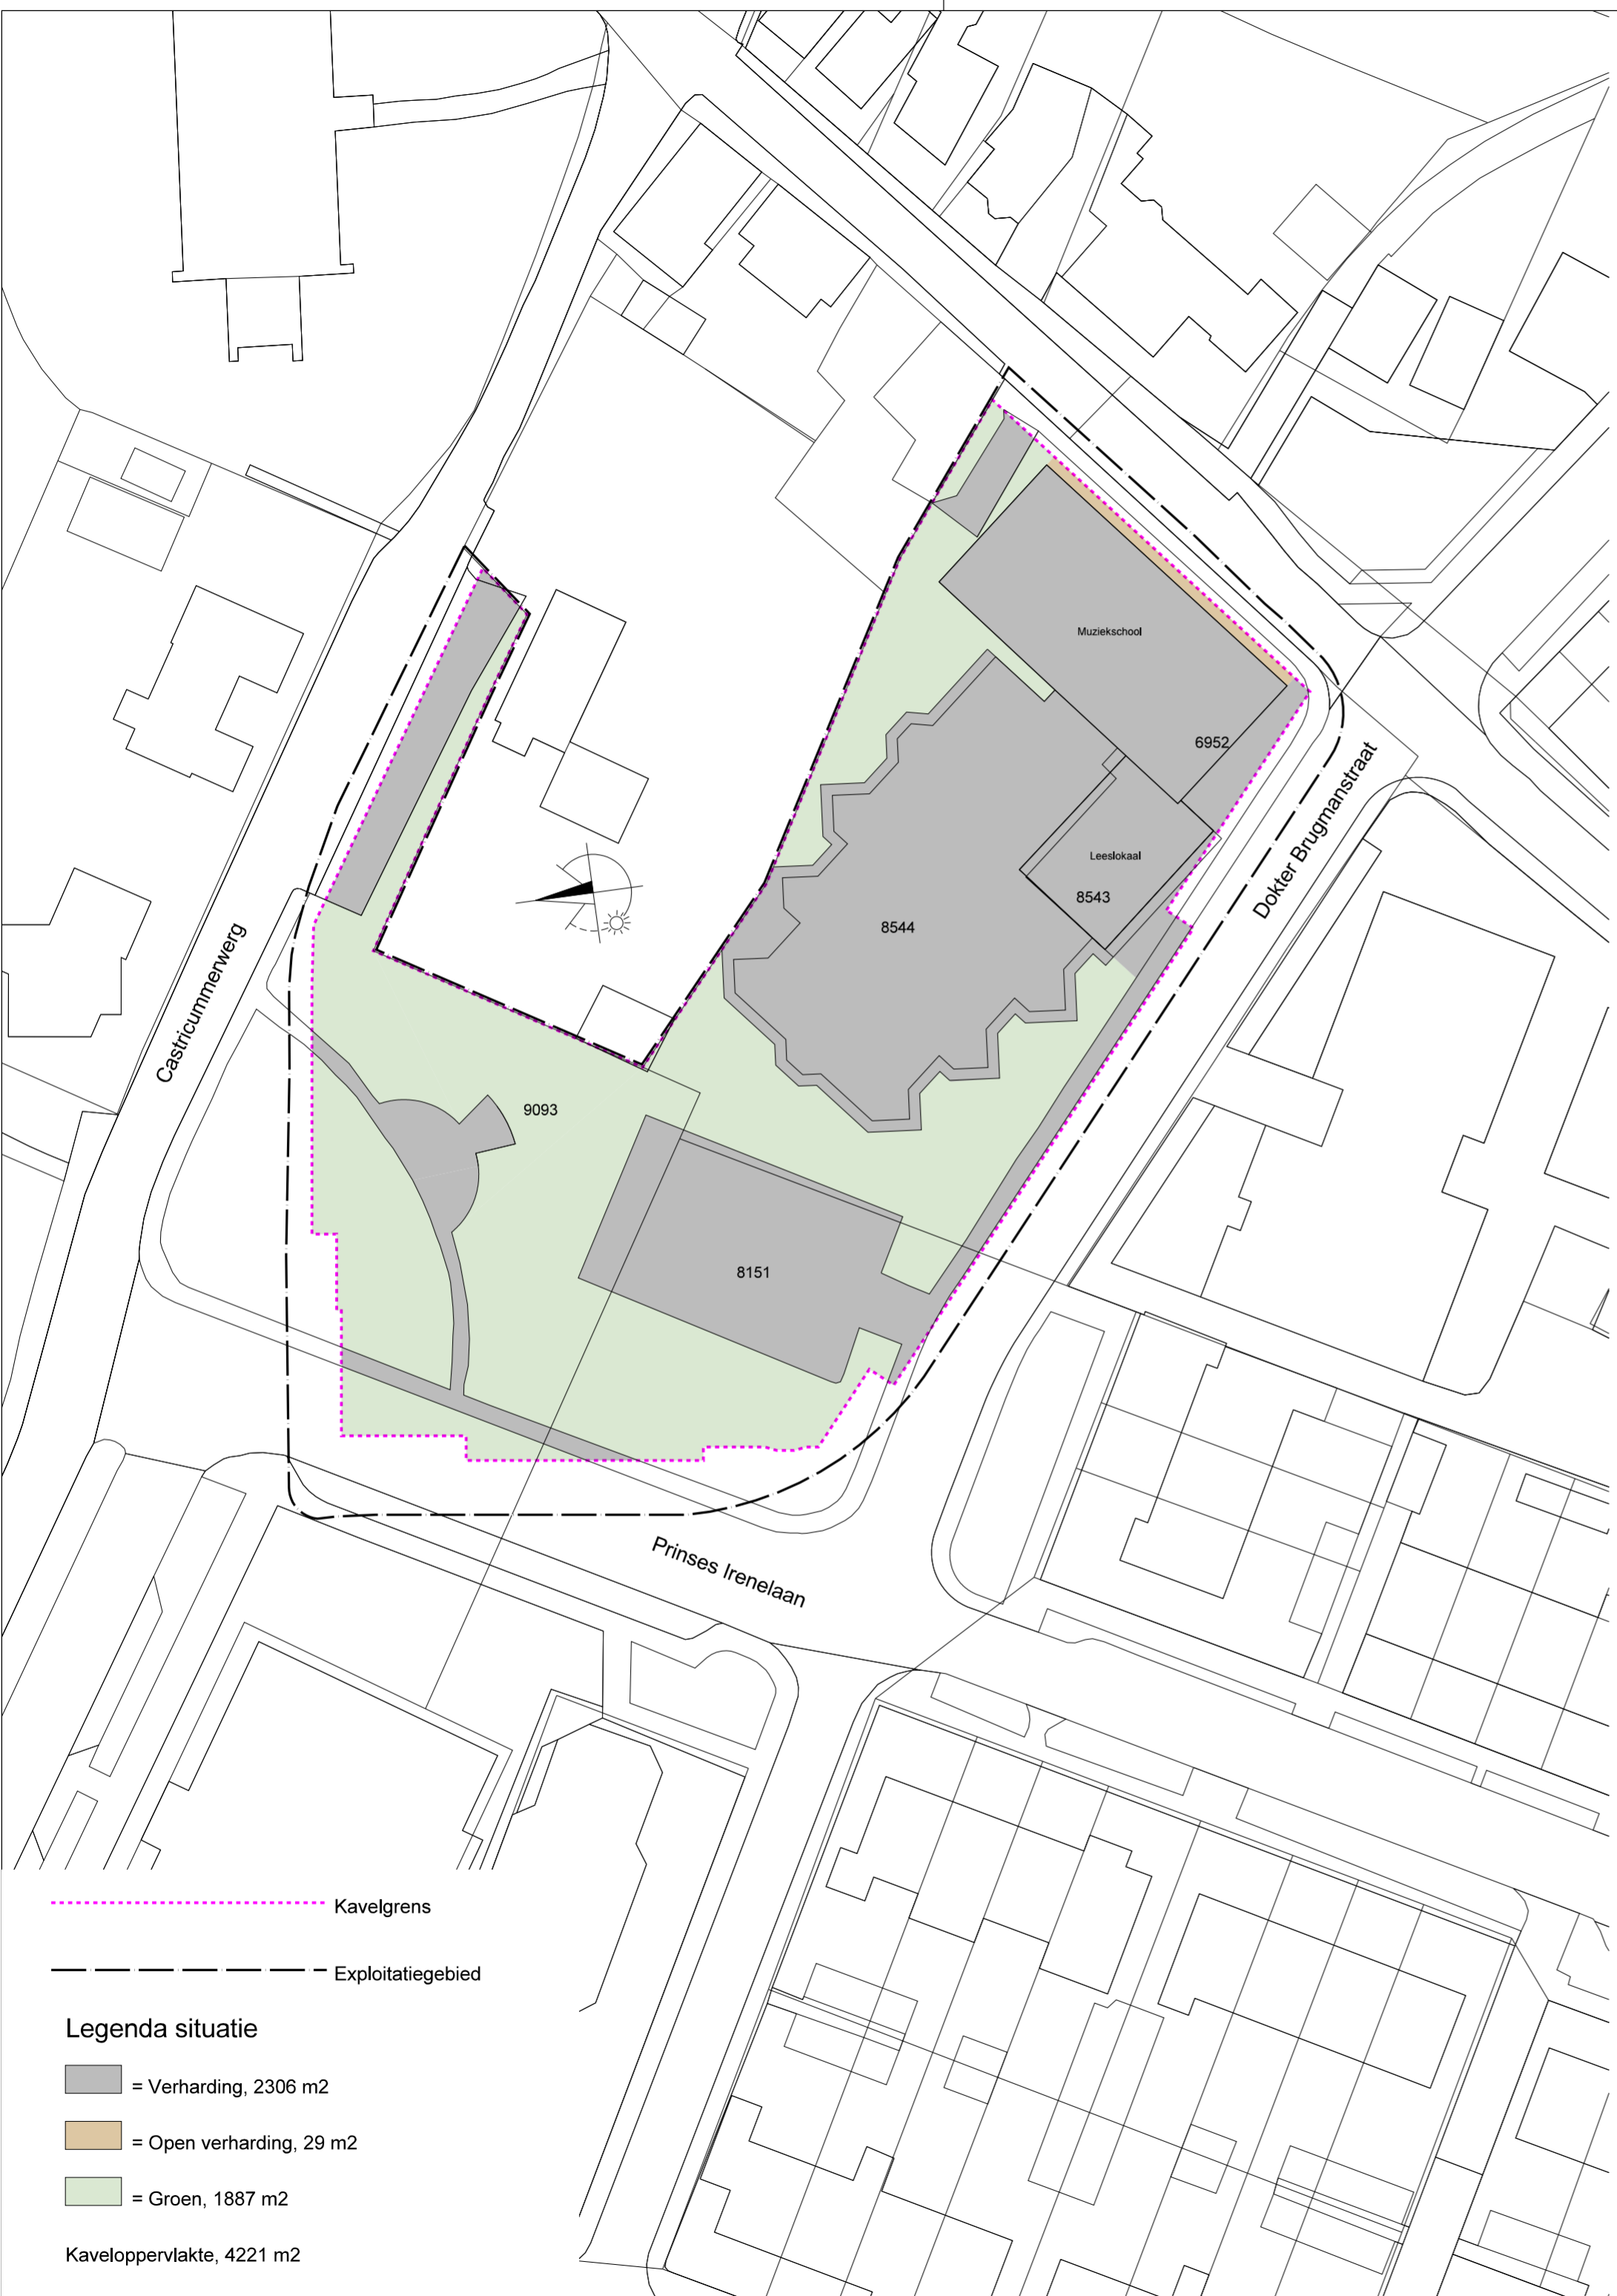 Muziekschool
6952
Dokter Brugmanstraat
Leeslokaal
8543
8544
Castricummerwerg
9093
8151
Prinses Irenelaan
Kavelgrens
Exploitatiegebied
Legenda situatie
= Verharding, 2306 m2
= Open verharding, 29 m2
= Groen, 1887 m2
Kaveloppervlakte, 4221 m2